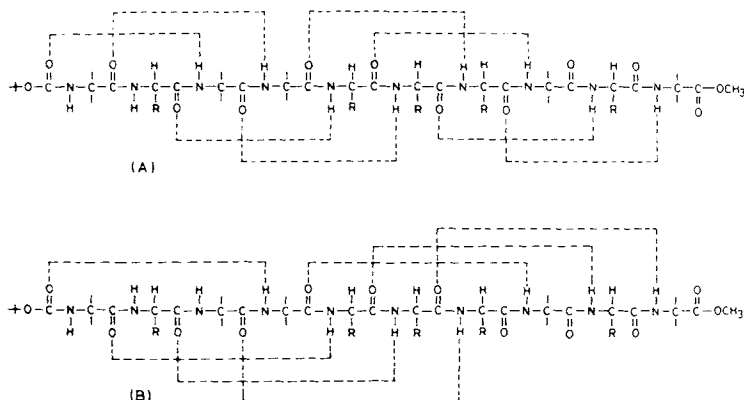 O O H H H O H O H H H H O H O
+O–C–N–C–C–N–C–C–N–C–C–N–C–C–N–C–C–N–C–C–N–C–C–N–C–C–N–C–C–N–C–C–OCH3
H H R O O H R H R O R O H R H O
(A)
O H H H H O H O H O H O H H H H O
+O–C–N–C–C–N–C–C–N–C–C–N–C–C–N–C–C–N–C–C–N–C–C–N–C–C–N–C–C–N–C–C–OCH3
H O R O O H R H R H R O R O
(B)